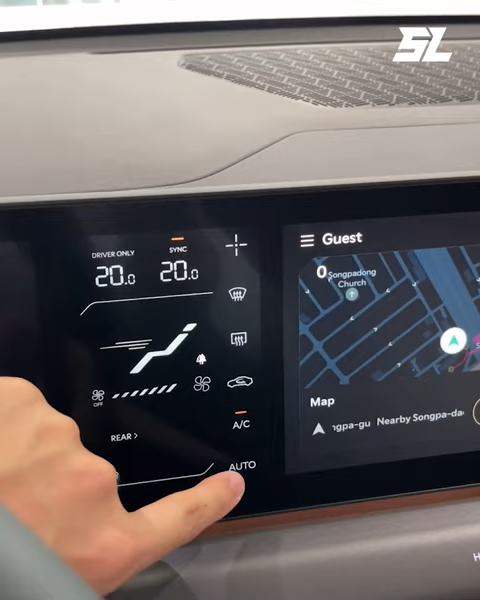 SL
DRIVER ONLY
20.0
SYNC
20.0
OFF
REAR >
A/C
AUTO
Guest
0
Songpadong
Church
Map
ngpa-gu Nearby Songpa-da
H